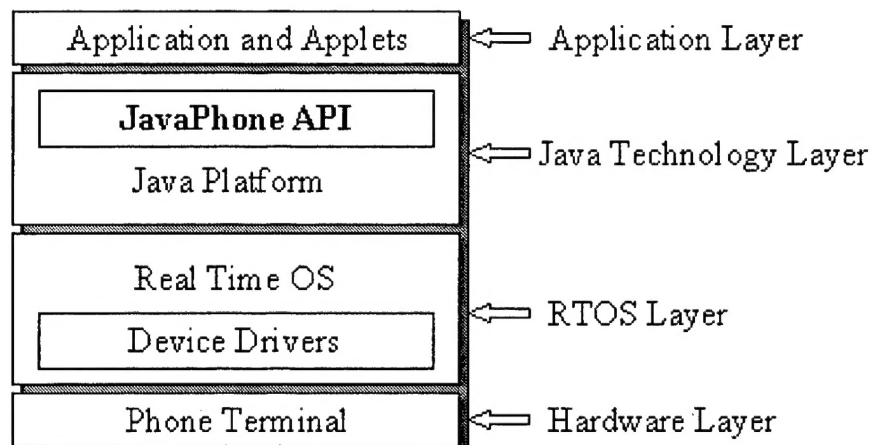 Application and Applets
Application Layer
JavaPhone API
Java Technology Layer
Java Platform
Real Time OS
RTOS Layer
Device Drivers
Phone Terminal
Hardware Layer